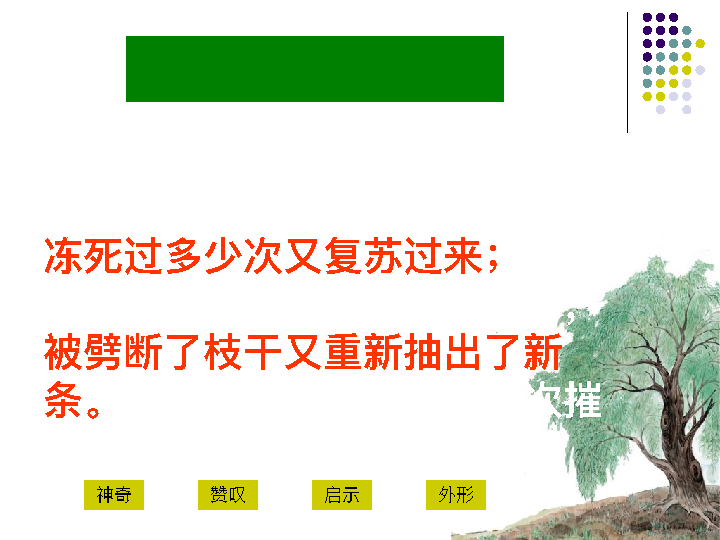 冻死过多少次又复苏过来；
被劈断了枝干又重新抽出了新
条。 次摧
神奇 赞叹 启示 外形